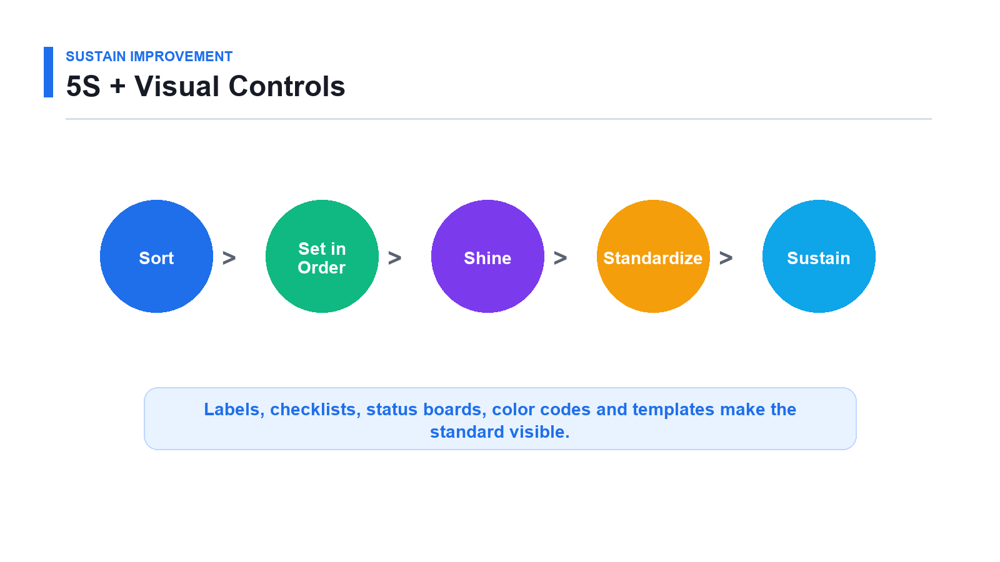 SUSTAIN IMPROVEMENT
5S + Visual Controls
Sort > Set in Order > Shine > Standardize > Sustain
Labels, checklists, status boards, color codes and templates make the
standard visible.